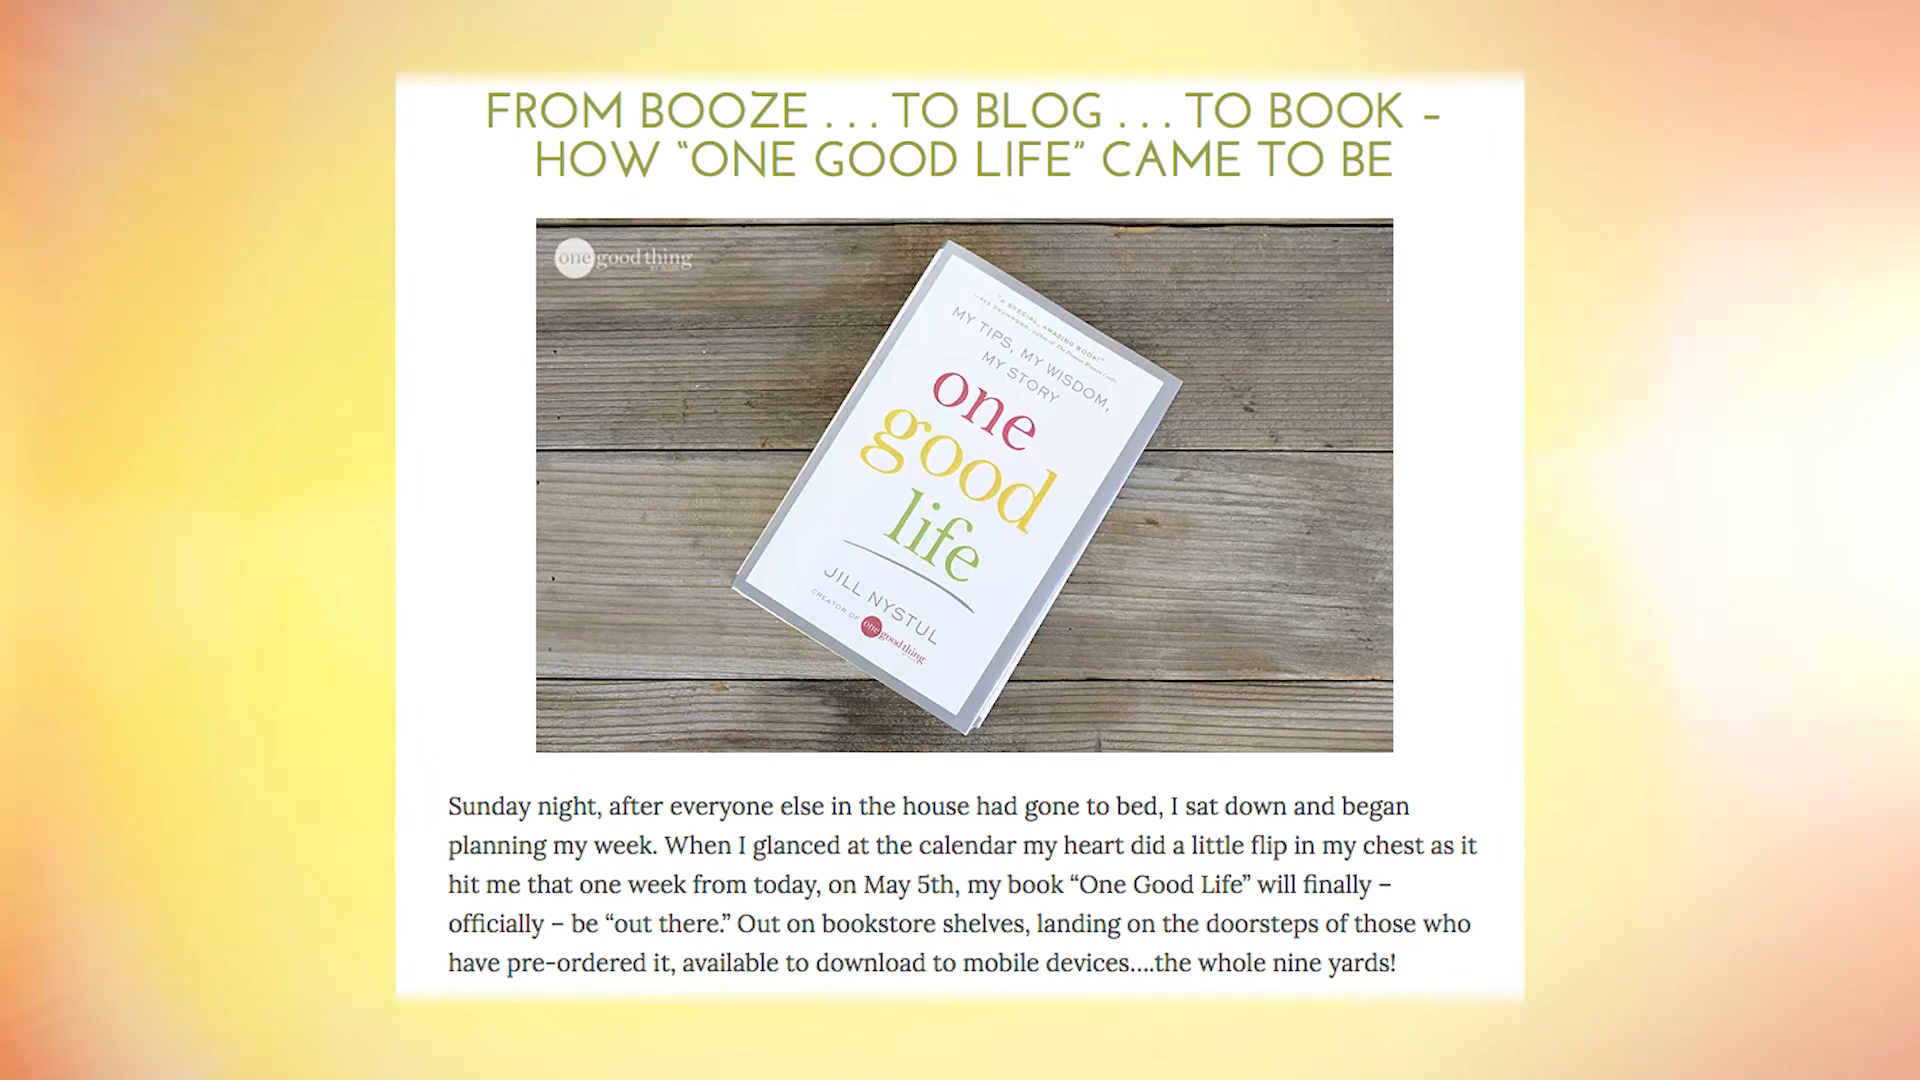 FROM BOOZE . . . TO BLOG . . . TO BOOK –
HOW “ONE GOOD LIFE” CAME TO BE
one good thing
“A SPECIAL, AMAZING BOOK!”
MY TIPS, MY WISDOM,
MY STORY
one
good
life
JILL NYSTUL
CREATOR OF one good thing
Sunday night, after everyone else in the house had gone to bed, I sat down and began
planning my week. When I glanced at the calendar my heart did a little flip in my chest as it
hit me that one week from today, on May 5th, my book “One Good Life” will finally –
officially – be “out there.” Out on bookstore shelves, landing on the doorsteps of those who
have pre-ordered it, available to download to mobile devices....the whole nine yards!